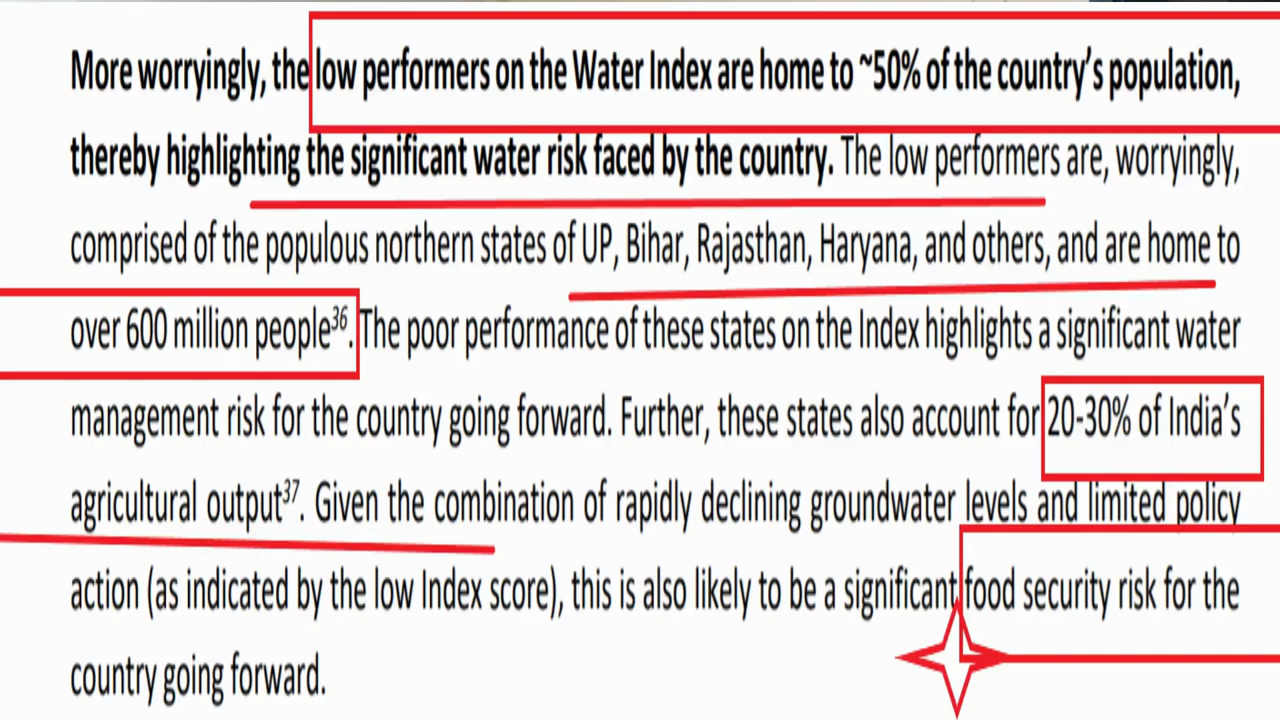 More worryingly, the low performers on the Water Index are home to ~50% of the country's population,
thereby highlighting the significant water risk faced by the country. The low performers are, worryingly,
comprised of the populous northern states of UP, Bihar, Rajasthan, Haryana, and others, and are home to
over 600 million people³⁶. The poor performance of these states on the Index highlights a significant water
management risk for the country going forward. Further, these states also account for 20-30% of India's
agricultural output³⁷. Given the combination of rapidly declining groundwater levels and limited policy
action (as indicated by the low Index score), this is also likely to be a significant food security risk for the
country going forward.